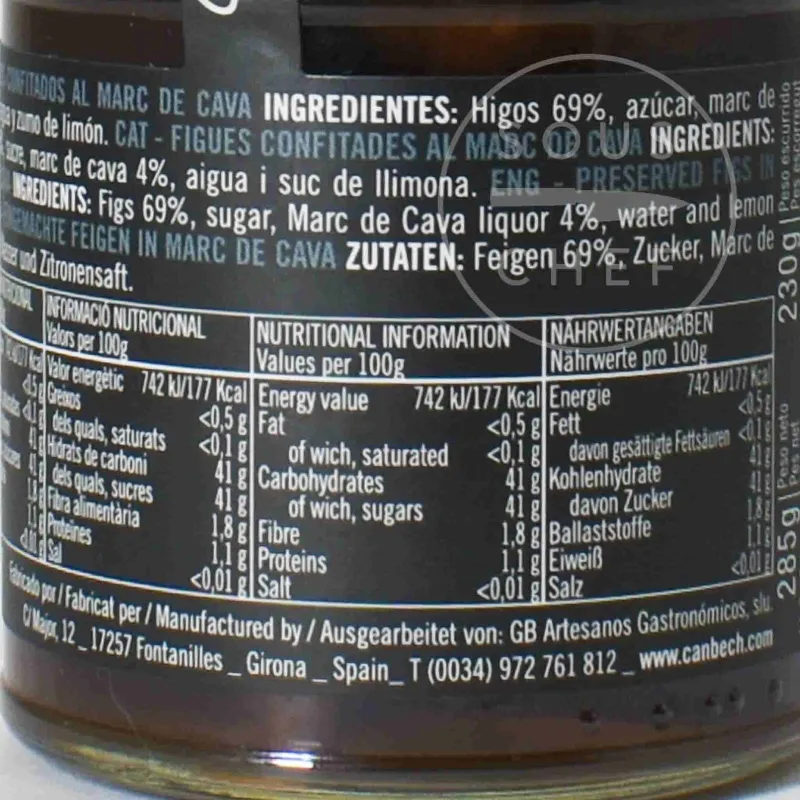 CONFITADOS AL MARC DE CAVA INGREDIENTES: Higos 69%, azúcar, marc de
y zumo de limón. CAT - FIGUES CONFITADES AL MARC DE CAVA INGREDIENTS:
sucre, marc de cava 4%, aigua i suc de llimona. ENG - PRESERVED FIGS IN
INGREDIENTS: Figs 69%, sugar, Marc de Cava liquor 4%, water and lemon
FEIGEN IN MARC DE CAVA ZUTATEN: Feigen 69%, Zucker, Marc de
und Zitronensaft.
SOUS
CHEF
INFORMACIÓ NUTRICIONAL
Valors per 100g
Valor energètic 742 kJ/177 Kcal
Greixos <0,5 g
dels quals, saturats <0,1 g
Hidrats de carboni 41 g
dels quals, sucres 41 g
Fibra alimentària 1,8 g
Proteïnes 1,1 g
Sal <0,01 g
NUTRITIONAL INFORMATION
Values per 100g
Energy value 742 kJ/177 Kcal
Fat <0,5 g
of wich, saturated <0,1 g
Carbohydrates 41 g
of wich, sugars 41 g
Fibre 1,8 g
Proteins 1,1 g
Salt <0,01 g
NÄHRWERTANGABEN
Nährwerte pro 100g
Energie 742 kJ/177 Kcal
Fett <0,5 g
davon gesättigte Fettsäuren <0,1 g
Kohlenhydrate 41 g
davon Zucker 41 g
Ballaststoffe 1,8 g
Eiweiß 1,1 g
Salz <0,01 g
Fabricado por / Fabricat per / Manufactured by / Ausgearbeitet von: GB Artesanos Gastronómicos, slu.
C/ Major, 12 _ 17257 Fontanilles _ Girona _ Spain_ T (0034) 972 761 812 _ www.canbech.com
285g Peso neto
Pes net
230g Peso escurrido
Pes escorregut